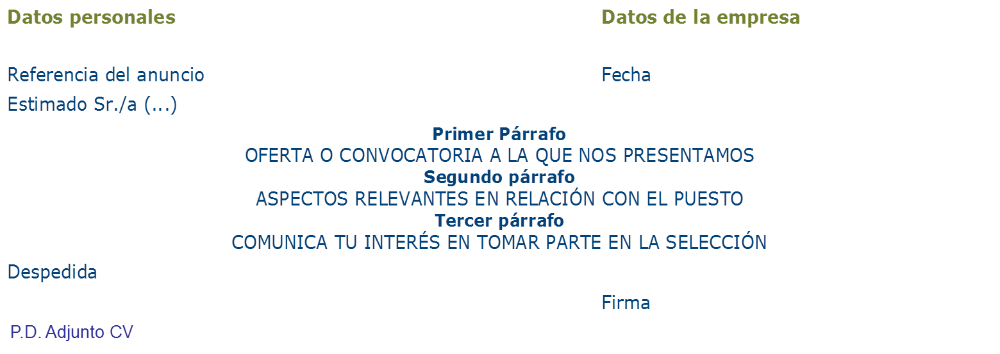 Datos personales
Datos de la empresa
Referencia del anuncio
Fecha
Estimado Sr./a (...)
Primer Párrafo
OFERTA O CONVOCATORIA A LA QUE NOS PRESENTAMOS
Segundo párrafo
ASPECTOS RELEVANTES EN RELACIÓN CON EL PUESTO
Tercer párrafo
COMUNICA TU INTERÉS EN TOMAR PARTE EN LA SELECCIÓN
Despedida
Firma
P.D. Adjunto CV